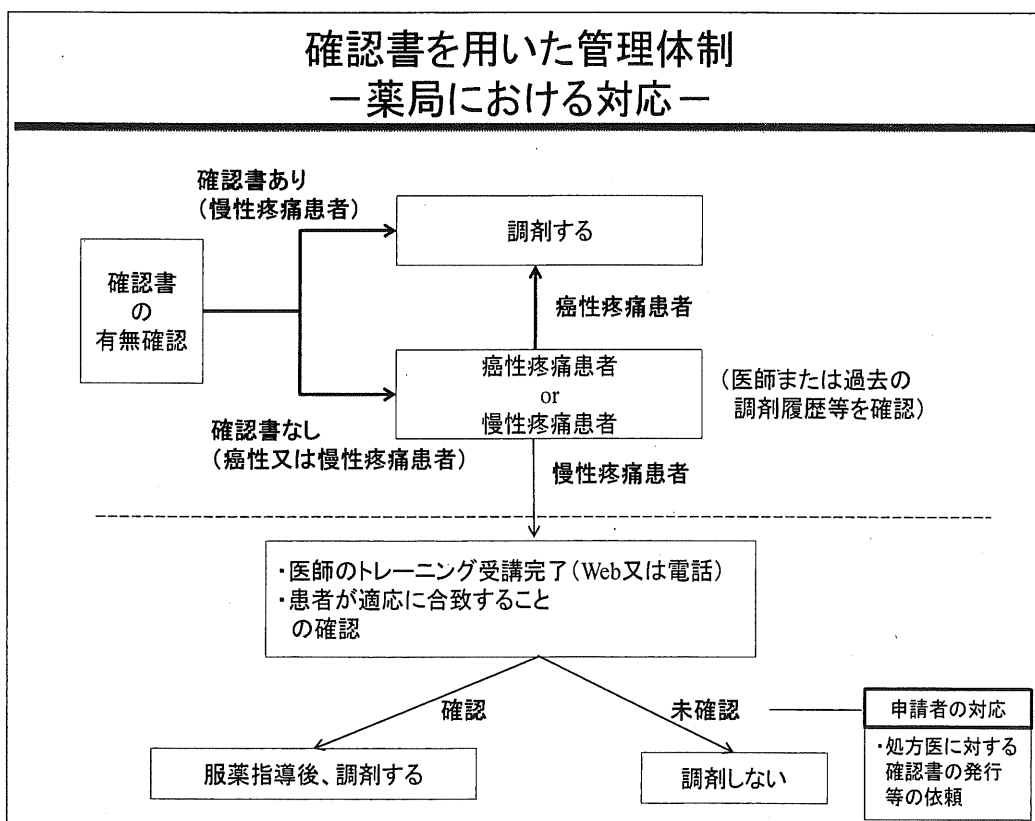 確認書を用いた管理体制
－薬局における対応－
確認書あり
（慢性疼痛患者）
調剤する
確認書
の
有無確認
癌性疼痛患者
癌性疼痛患者
or
慢性疼痛患者
（医師または過去の
調剤履歴等を確認）
確認書なし
（癌性又は慢性疼痛患者）
慢性疼痛患者
・医師のトレーニング受講完了（Web又は電話）
・患者が適応に合致すること
の確認
確認
未確認
申請者の対応
・処方医に対する
確認書の発行
等の依頼
服薬指導後、調剤する
調剤しない